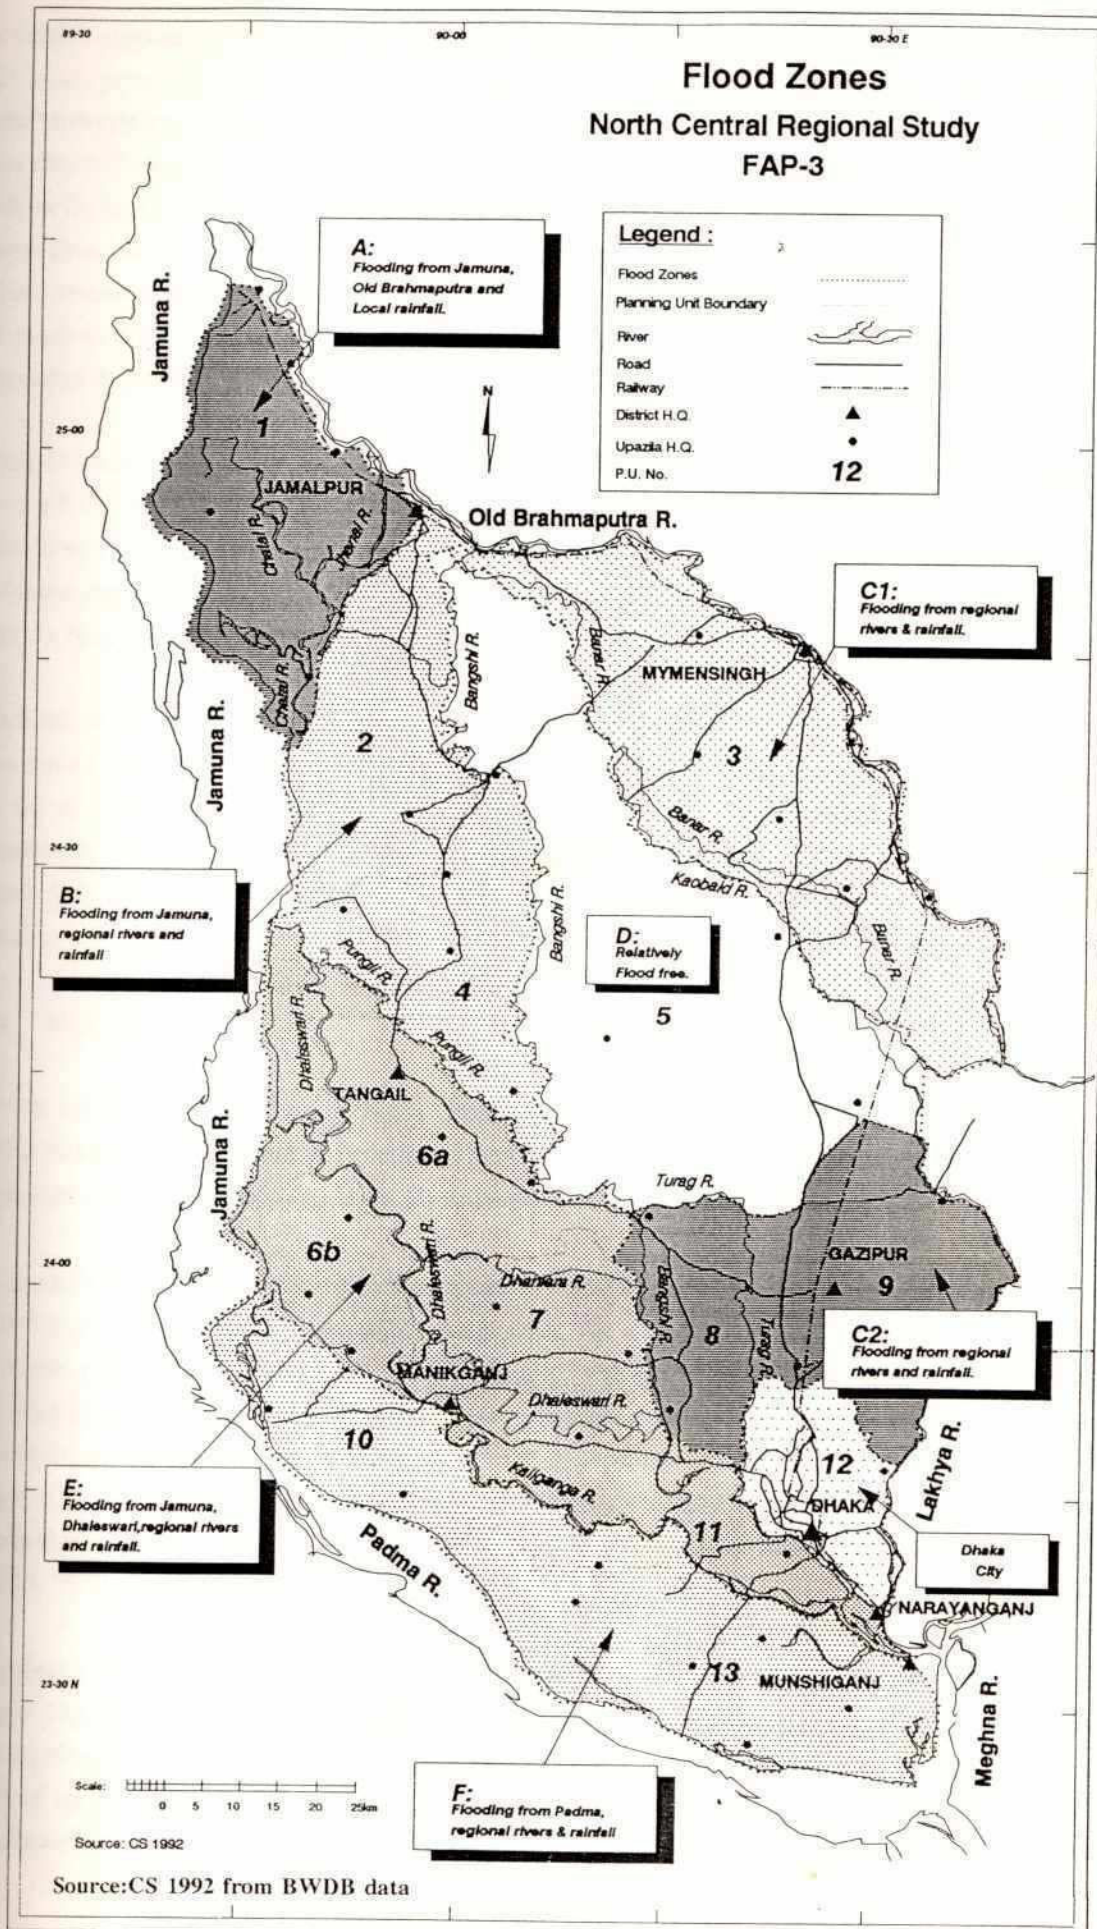 89-30
90-00
90-30 E
Flood Zones
North Central Regional Study
FAP-3
Legend :
Flood Zones
Planning Unit Boundary
River
Road
Railway
District H.Q.
Upazila H.Q.
P.U. No.
12
A:
Flooding from Jamuna,
Old Brahmaputra and
Local rainfall.
N
Jamuna R.
25-00
1
JAMALPUR
Chatal R.
Jhenai R.
Chatal R.
Old Brahmaputra R.
C1:
Flooding from regional
rivers & rainfall.
Bangshi R.
Banar R.
MYMENSINGH
Jamuna R.
2
3
Banar R.
24-30
B:
Flooding from Jamuna,
regional rivers and
rainfall
Bangshi R.
D:
Relatively
Flood free.
Banar R.
Pungli R.
4
5
Dhaleswari R.
Pungli R.
TANGAIL
Jamuna R.
6a
Turag R.
6b
Dhaleswari R.
GAZIPUR
24-00
9
7
Bangshi R.
8
Turag R.
C2:
Flooding from regional
rivers and rainfall.
MANIKGANJ
Dhaleswari R.
10
12
Lakhya R.
E:
Flooding from Jamuna,
Dhaleswari,regional rivers
and rainfall.
Kaliganga R.
DHAKA
11
Padma R.
Dhaka
City
NARAYANGANJ
23-30 N
13
MUNSHIGANJ
Meghna R.
Scale:
0 5 10 15 20 25km
F:
Flooding from Padma,
regional rivers & rainfall
Source: CS 1992
Source:CS 1992 from BWDB data